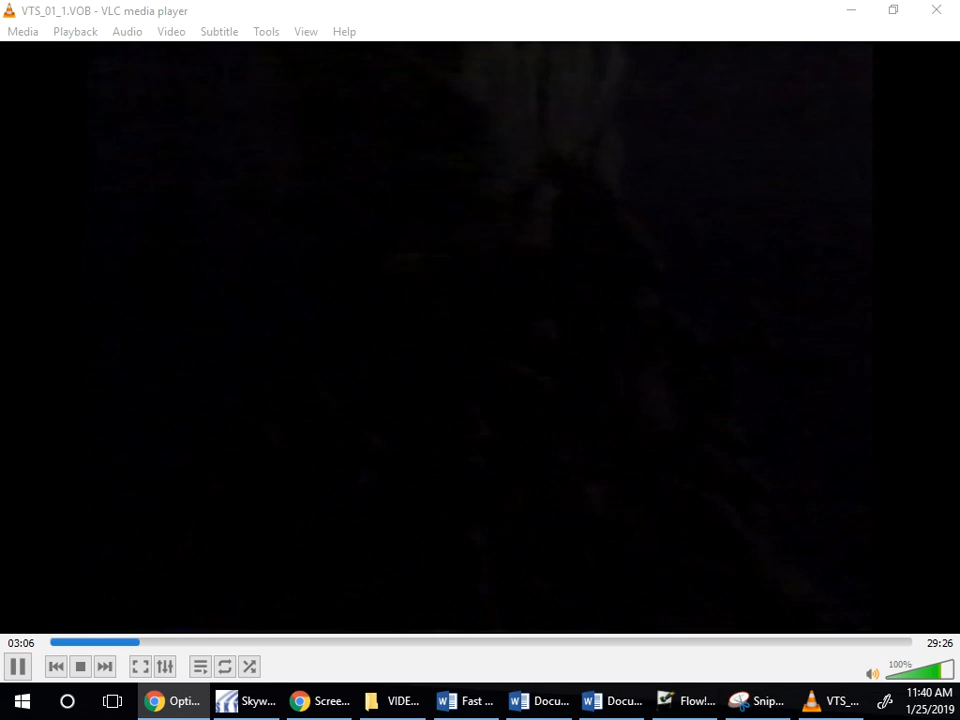 VTS_01_1.VOB - VLC media player
Media Playback Audio Video Subtitle Tools View Help
03:06 29:26
100%
Opti... Skyw... Scree... VIDE... Fast ... Docu... Docu... Flow!... Snip... VTS_...
11:40 AM
1/25/2019